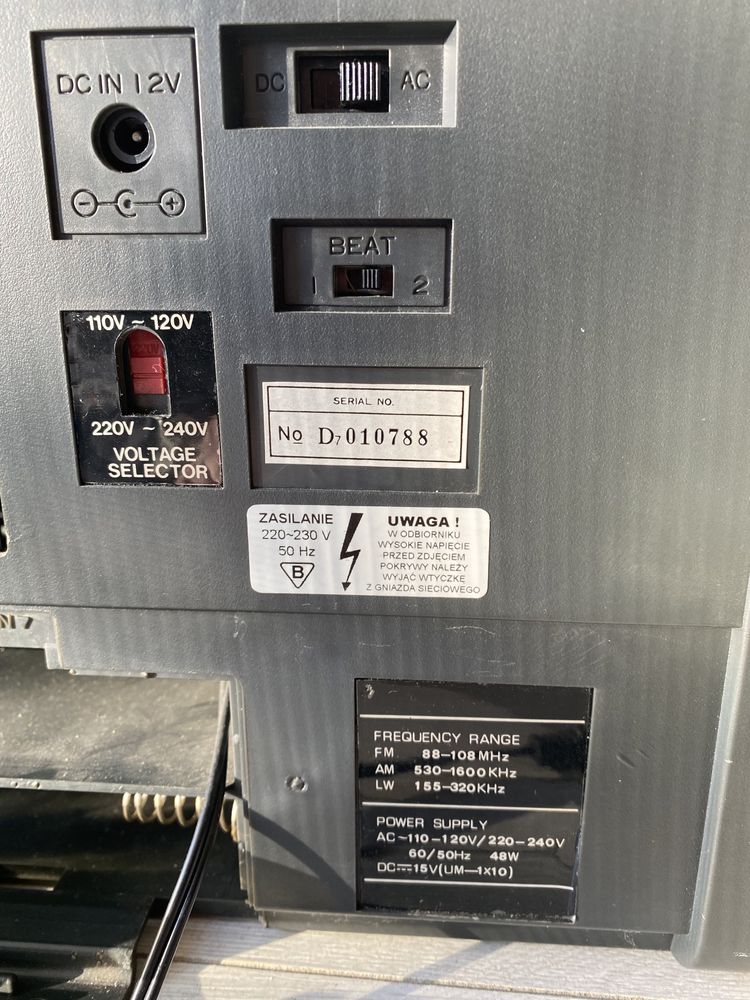 DC IN 12V
DC AC
BEAT
1 2
110V ~ 120V
220V
220V ~ 240V
VOLTAGE
SELECTOR
SERIAL NO.
No D7 010788
ZASILANIE
220~230 V
50 Hz
B
UWAGA !
W ODBIORNIKU
WYSOKIE NAPIĘCIE
PRZED ZDJĘCIEM
POKRYWY NALEŻY
WYJĄĆ WTYCZKĘ
Z GNIAZDA SIECIOWEGO
FREQUENCY RANGE
FM 88–108MHz
AM 530–1600KHz
LW 155–320KHz
POWER SUPPLY
AC~110–120V/220–240V
60/50Hz 48W
DC⎓15V(UM–1X10)